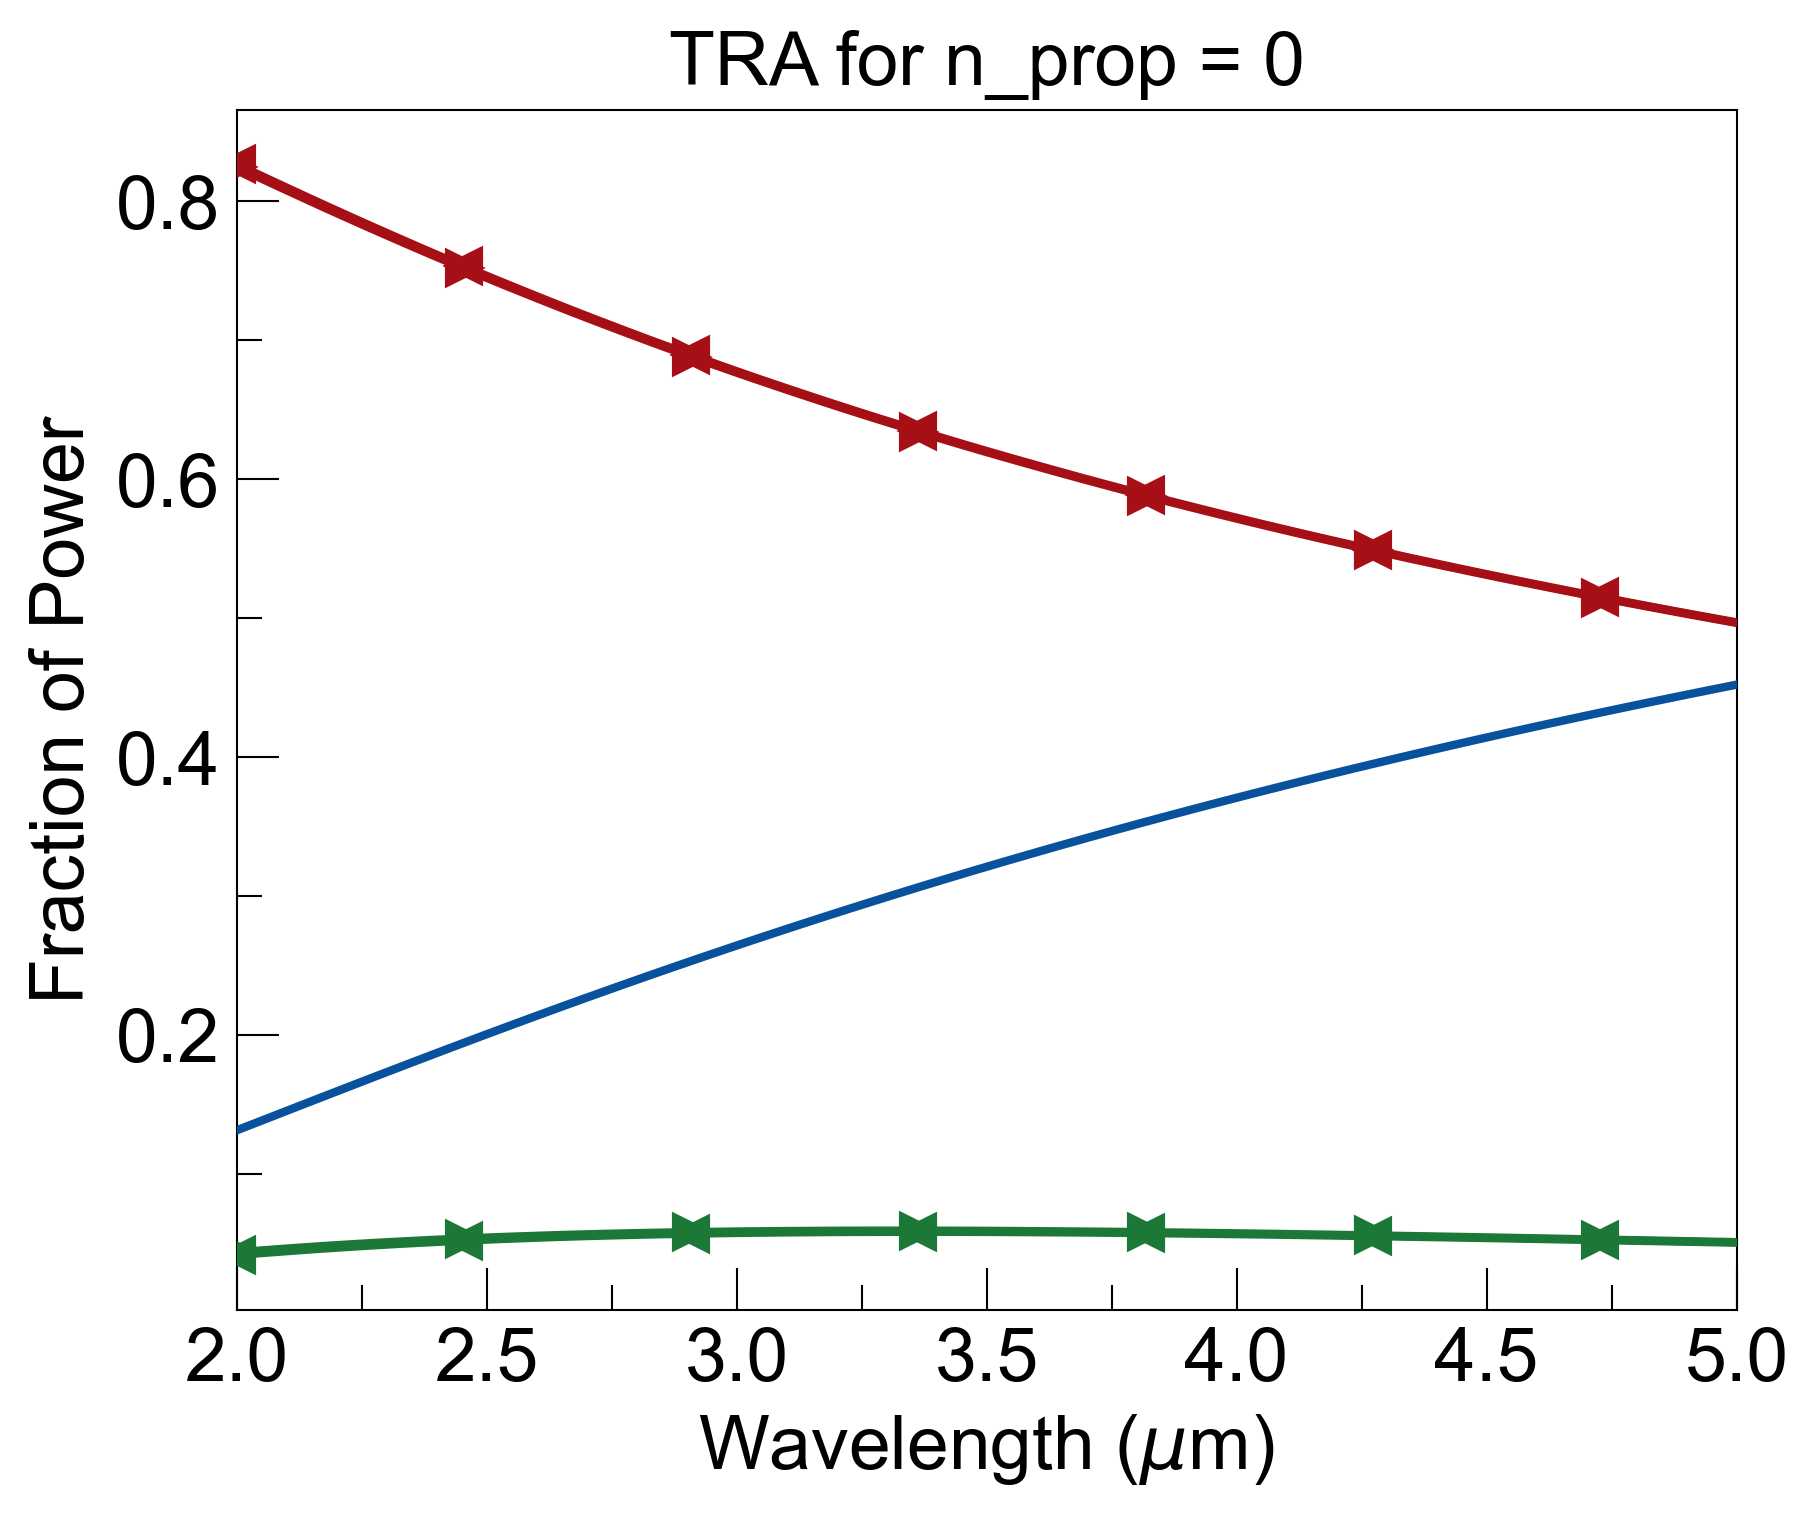 TRA for n_prop = 0
Fraction of Power
0.8
0.6
0.4
0.2
2.0 2.5 3.0 3.5 4.0 4.5 5.0
Wavelength (μm)